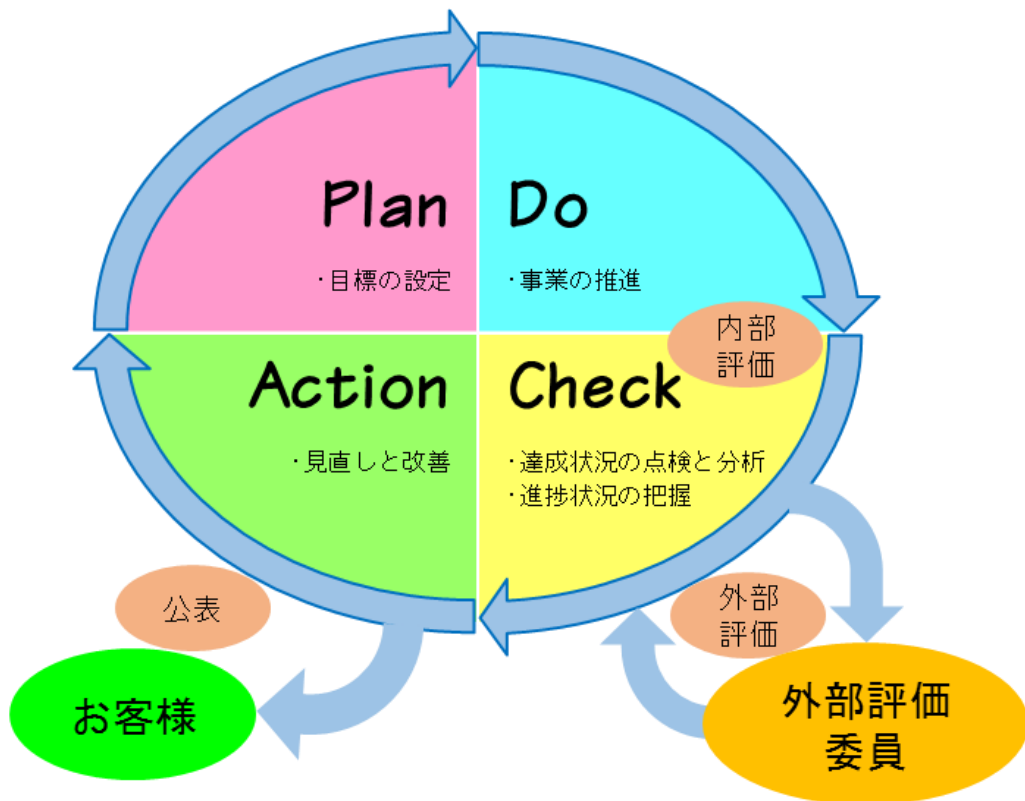 Plan
・目標の設定
Do
・事業の推進
内部
評価
Action
・見直しと改善
Check
・達成状況の点検と分析
・進捗状況の把握
公表
お客様
外部
評価
外部評価
委員